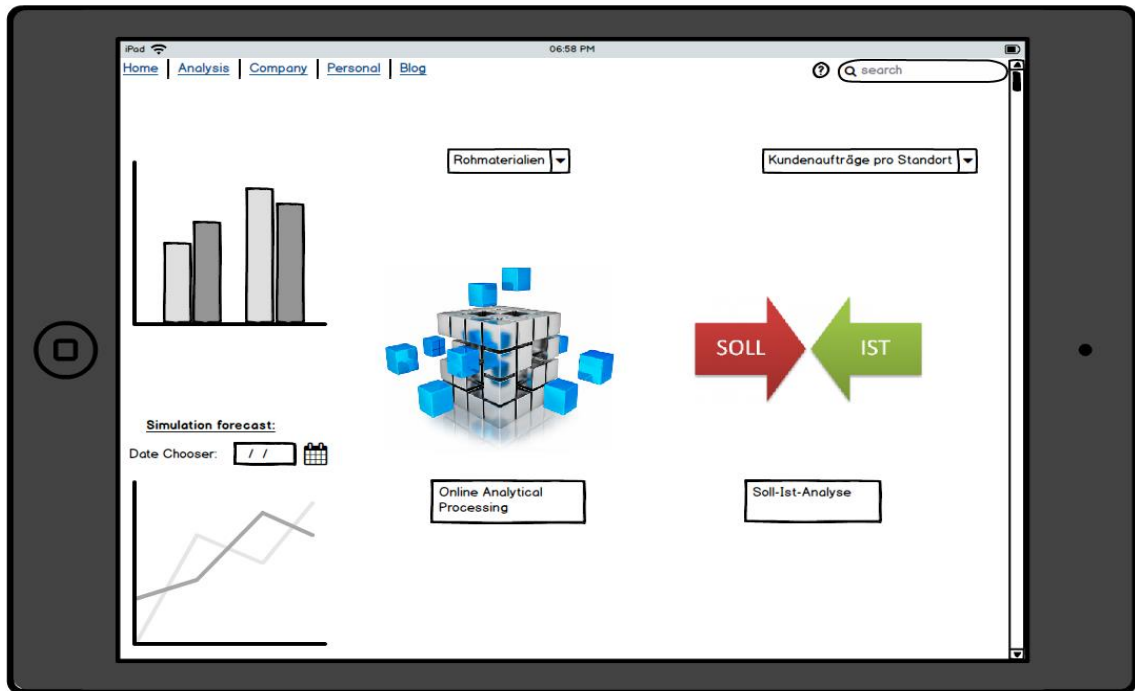 iPad 06:58 PM
Home Analysis Company Personal Blog ? search
Rohmaterialien Kundenaufträge pro Standort
SOLL IST
Simulation forecast:
Date Chooser: / /
Online Analytical
Processing
Soll-Ist-Analyse